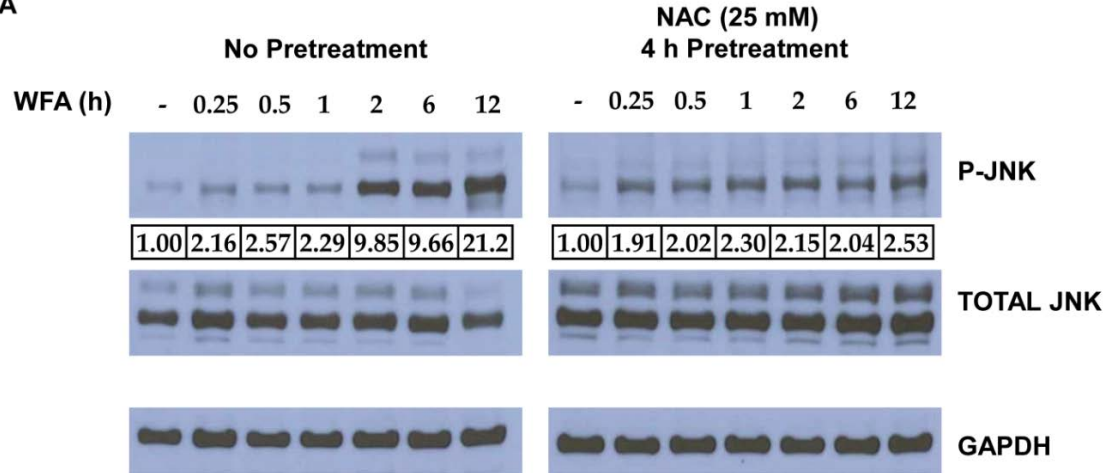 A
No Pretreatment
NAC (25 mM)
4 h Pretreatment
WFA (h) - 0.25 0.5 1 2 6 12 - 0.25 0.5 1 2 6 12
P-JNK
1.00 2.16 2.57 2.29 9.85 9.66 21.2 1.00 1.91 2.02 2.30 2.15 2.04 2.53
TOTAL JNK
GAPDH